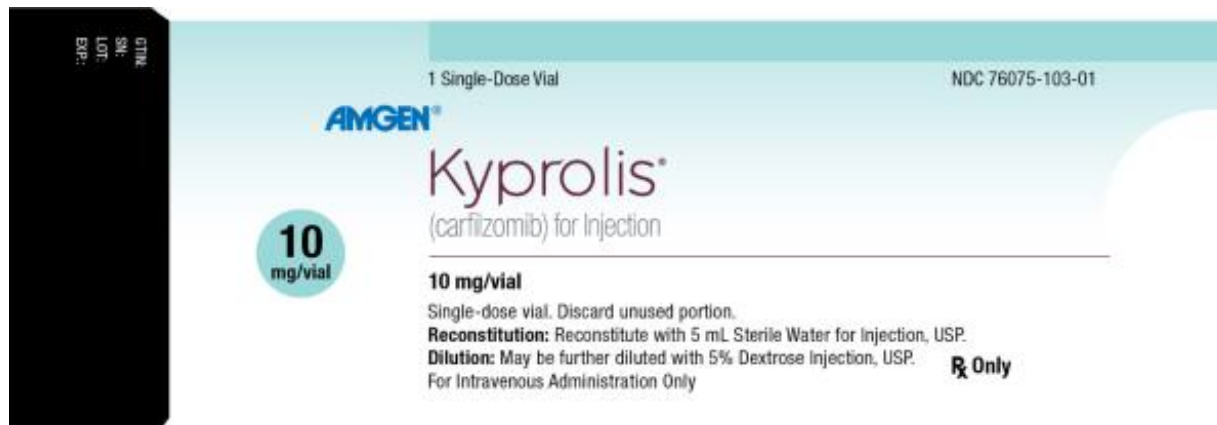 GTIN:
SN:
LOT:
EXP.:
1 Single-Dose Vial NDC 76075-103-01
AMGEN®
Kyprolis®
(carfilzomib) for Injection
10
mg/vial
10 mg/vial
Single-dose vial. Discard unused portion.
Reconstitution: Reconstitute with 5 mL Sterile Water for Injection, USP.
Dilution: May be further diluted with 5% Dextrose Injection, USP.
For Intravenous Administration Only
Rx Only